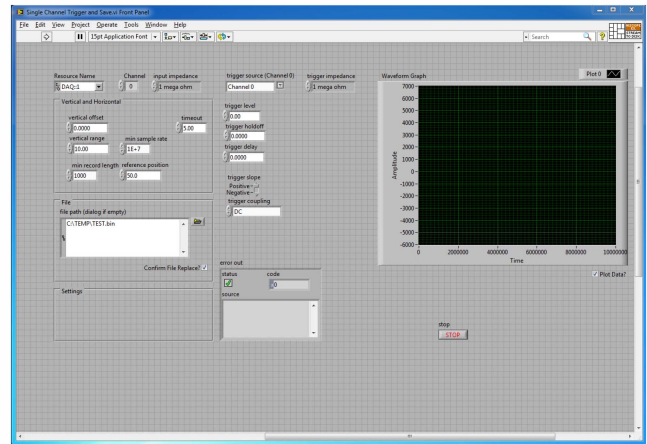 Single Channel Trigger and Save.vi Front Panel
File Edit View Project Operate Tools Window Help
15pt Application Font
Search
Resource Name
DAQ::1
Channel
0
input impedance
1 mega ohm
trigger source (Channel 0)
Channel 0
trigger impedance
1 mega ohm
Vertical and Horizontal
vertical offset
0.0000
timeout
5.00
vertical range
10.00
min sample rate
1E+7
min record length
1000
reference position
50.0
trigger level
0.00
trigger holdoff
0.0000
trigger delay
0.0000
trigger slope
Positive
Negative
trigger coupling
DC
File
file path (dialog if empty)
C:\TEMP\TEST.bin
Confirm File Replace?
Settings
error out
status
code
0
source
Waveform Graph
Plot 0
Amplitude
7000
6000
5000
4000
3000
2000
1000
0
-1000
-2000
-3000
-4000
-5000
-6000
0 2000000 4000000 6000000 8000000 10000000
Time
Plot Data?
stop
STOP